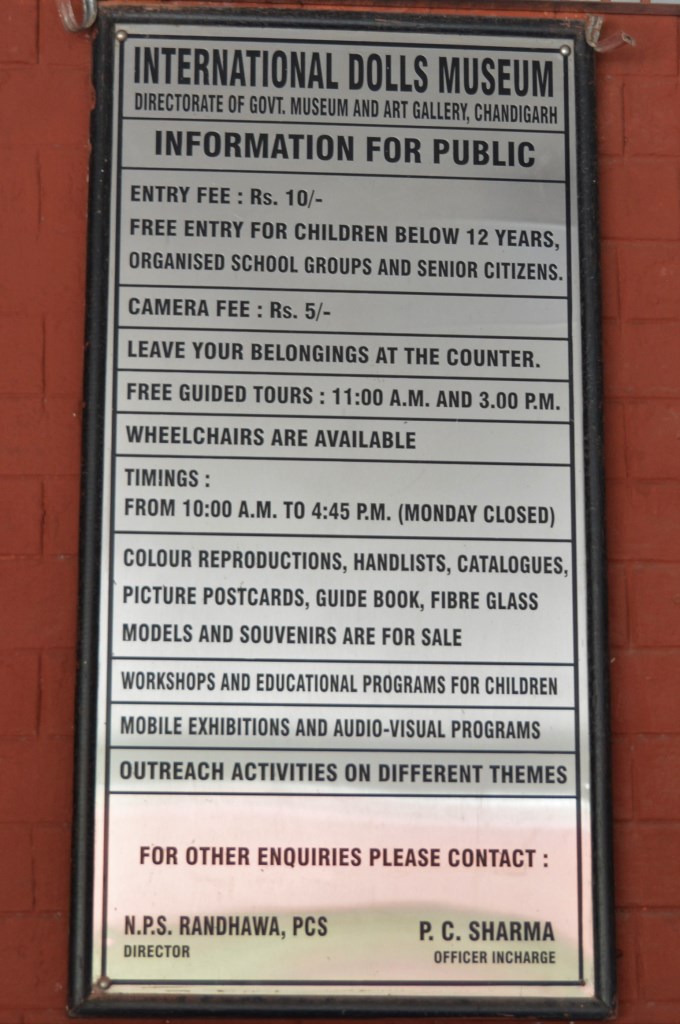 INTERNATIONAL DOLLS MUSEUM
DIRECTORATE OF GOVT. MUSEUM AND ART GALLERY, CHANDIGARH
INFORMATION FOR PUBLIC
ENTRY FEE : Rs. 10/-
FREE ENTRY FOR CHILDREN BELOW 12 YEARS,
ORGANISED SCHOOL GROUPS AND SENIOR CITIZENS.
CAMERA FEE : Rs. 5/-
LEAVE YOUR BELONGINGS AT THE COUNTER.
FREE GUIDED TOURS : 11:00 A.M. AND 3.00 P.M.
WHEELCHAIRS ARE AVAILABLE
TIMINGS :
FROM 10:00 A.M. TO 4:45 P.M. (MONDAY CLOSED)
COLOUR REPRODUCTIONS, HANDLISTS, CATALOGUES,
PICTURE POSTCARDS, GUIDE BOOK, FIBRE GLASS
MODELS AND SOUVENIRS ARE FOR SALE
WORKSHOPS AND EDUCATIONAL PROGRAMS FOR CHILDREN
MOBILE EXHIBITIONS AND AUDIO-VISUAL PROGRAMS
OUTREACH ACTIVITIES ON DIFFERENT THEMES
FOR OTHER ENQUIRIES PLEASE CONTACT :
N.P.S. RANDHAWA, PCS
DIRECTOR
P. C. SHARMA
OFFICER INCHARGE